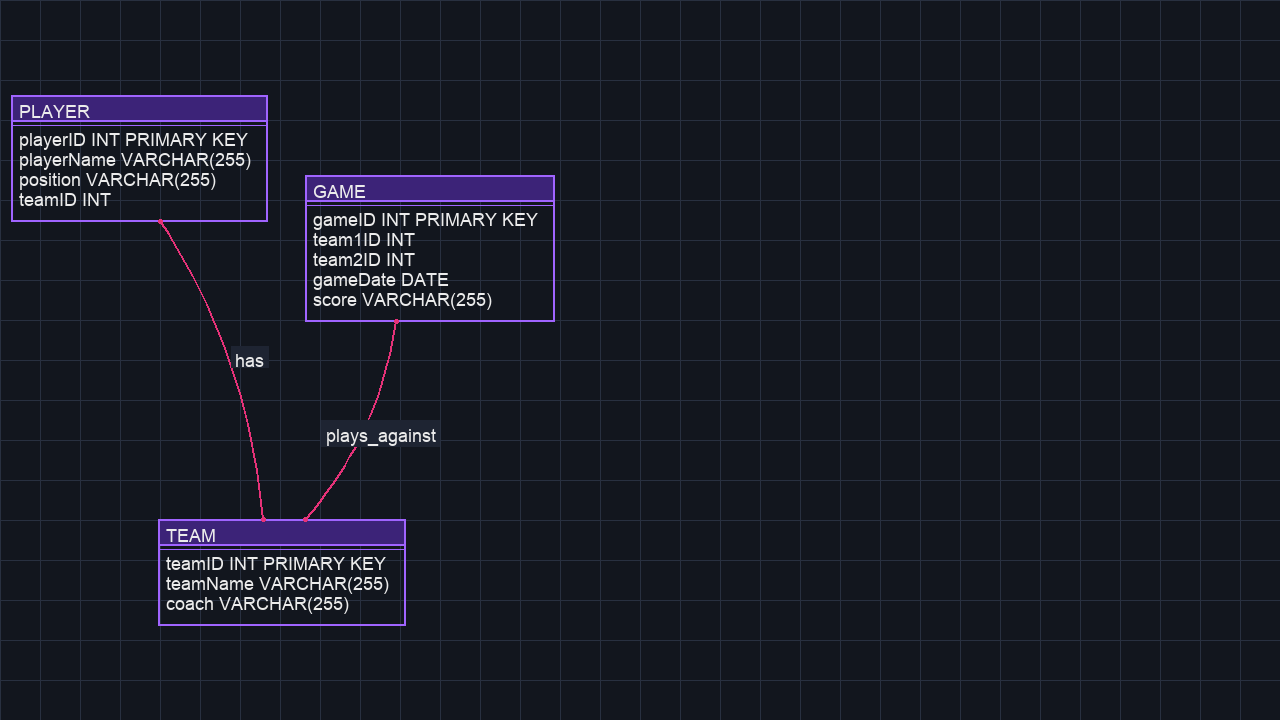 PLAYER
playerID INT PRIMARY KEY
playerName VARCHAR(255)
position VARCHAR(255)
teamID INT
GAME
gameID INT PRIMARY KEY
team1ID INT
team2ID INT
gameDate DATE
score VARCHAR(255)
has
plays_against
TEAM
teamID INT PRIMARY KEY
teamName VARCHAR(255)
coach VARCHAR(255)